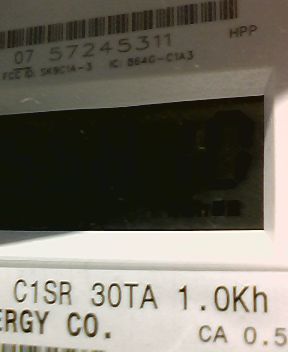 07 57245311 HPP
FCC ID: SK9C1A-3 IC: 864G-C1A3
C1SR 30TA 1.0Kh
ERGY CO. CA 0.5